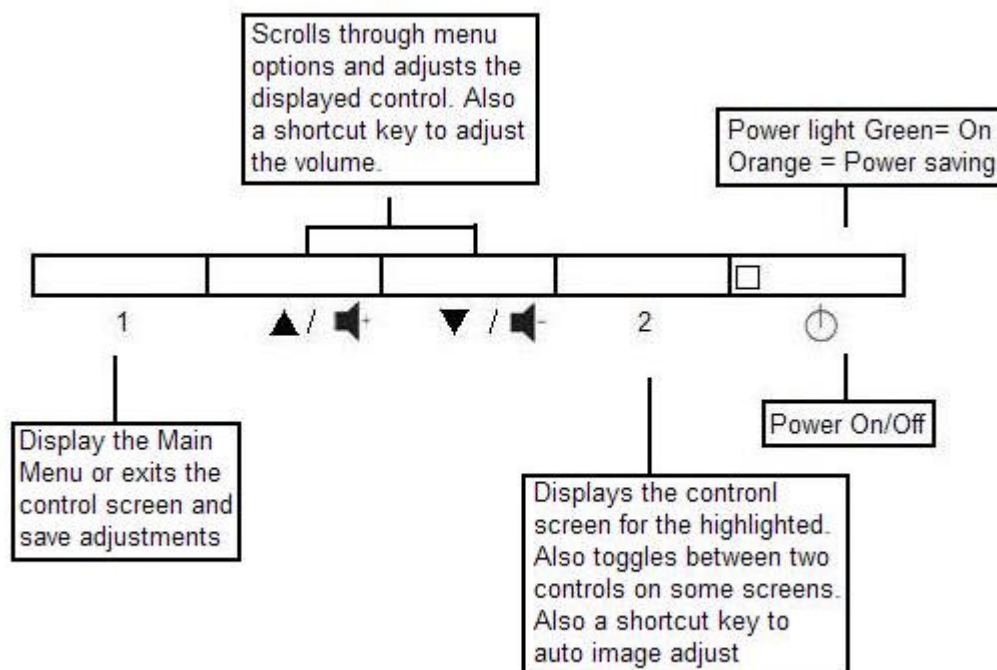 Scrolls through menu
options and adjusts the
displayed control. Also
a shortcut key to adjust
the volume.
Power light Green= On
Orange = Power saving
1
/ +
/ -
2
Display the Main
Menu or exits the
control screen and
save adjustments
Power On/Off
Displays the contronl
screen for the highlighted.
Also toggles between two
controls on some screens.
Also a shortcut key to
auto image adjust